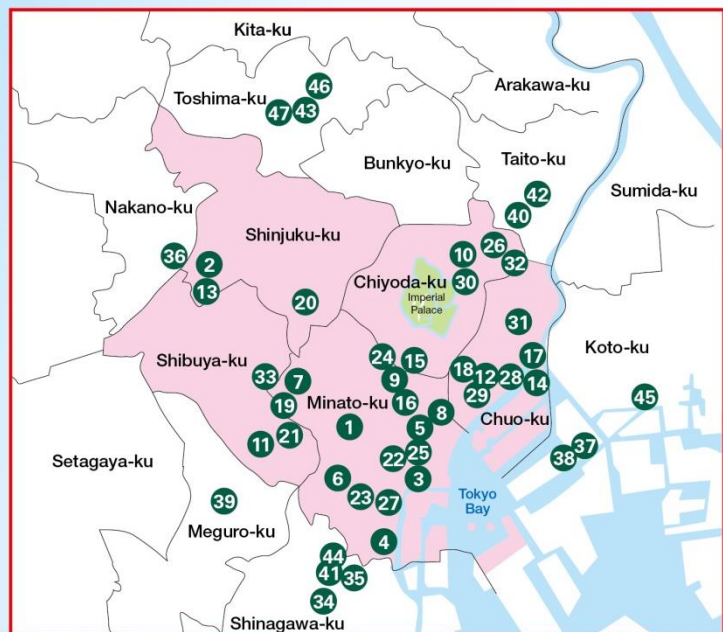 Kita-ku
46
Toshima-ku
47
43
Arakawa-ku
Bunkyo-ku
Taito-ku
42
40
Sumida-ku
Nakano-ku
36
2
13
Shinjuku-ku
20
10
26
32
Chiyoda-ku
Imperial
Palace
30
31
Koto-ku
Shibuya-ku
33
7
19
11
21
24
15
9
16
Minato-ku
1
8
5
22
25
6
23
27
3
4
18
12
28
17
14
29
Chuo-ku
45
37
38
Tokyo
Bay
Setagaya-ku
39
Meguro-ku
44
41
35
34
Shinagawa-ku